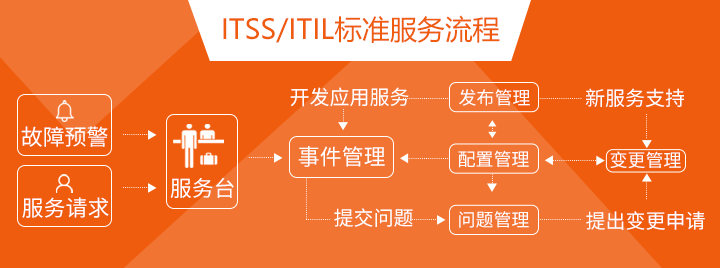 ITSS/ITIL标准服务流程
故障预警
服务请求
服务台
开发应用服务
发布管理
新服务支持
事件管理
配置管理
变更管理
提交问题
问题管理
提出变更申请